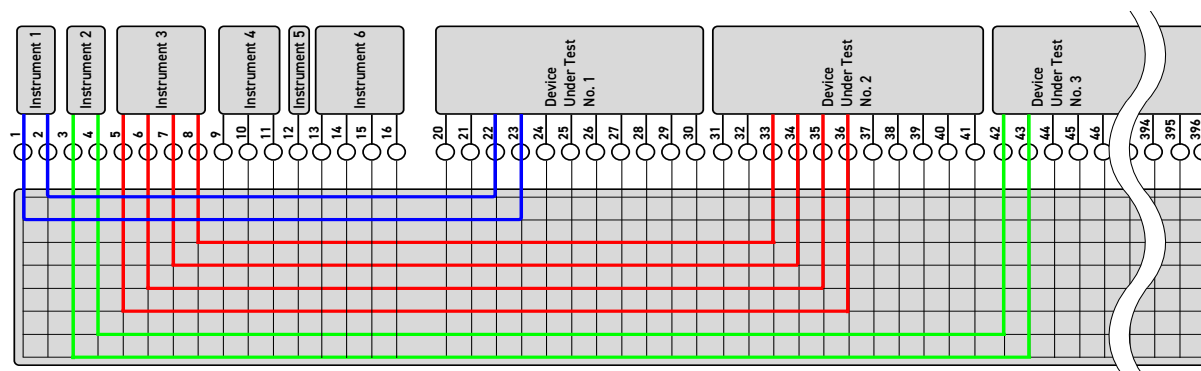 Instrument 1
Instrument 2
Instrument 3
Instrument 4
Instrument 5
Instrument 6
Device
Under Test
No. 1
Device
Under Test
No. 2
Device
Under Test
No. 3
1 2 3 4 5 6 7 8 9 10 11 12 13 14 15 16 20 21 22 23 24 25 26 27 28 29 30 31 32 33 34 35 36 37 38 39 40 41 42 43 44 45 46 394 395 396